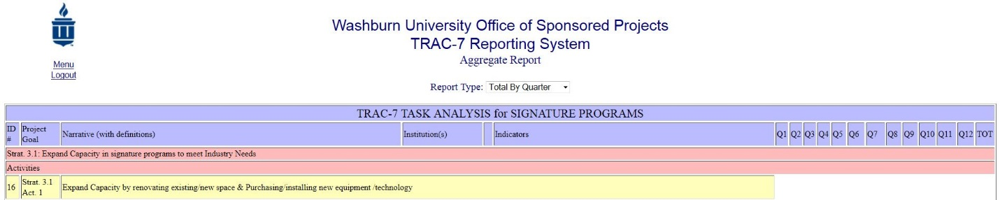 Washburn University Office of Sponsored Projects
TRAC-7 Reporting System
Aggregate Report
Menu
Logout
Report Type: Total By Quarter
TRAC-7 TASK ANALYSIS for SIGNATURE PROGRAMS
ID # Project Goal Narrative (with definitions) Institution(s) Indicators Q1 Q2 Q3 Q4 Q5 Q6 Q7 Q8 Q9 Q10 Q11 Q12 TOT
Strat. 3.1: Expand Capacity in signature programs to meet Industry Needs
Activities
16 Strat. 3.1 Act. 1 Expand Capacity by renovating existing/new space & Purchasing/installing new equipment /technology